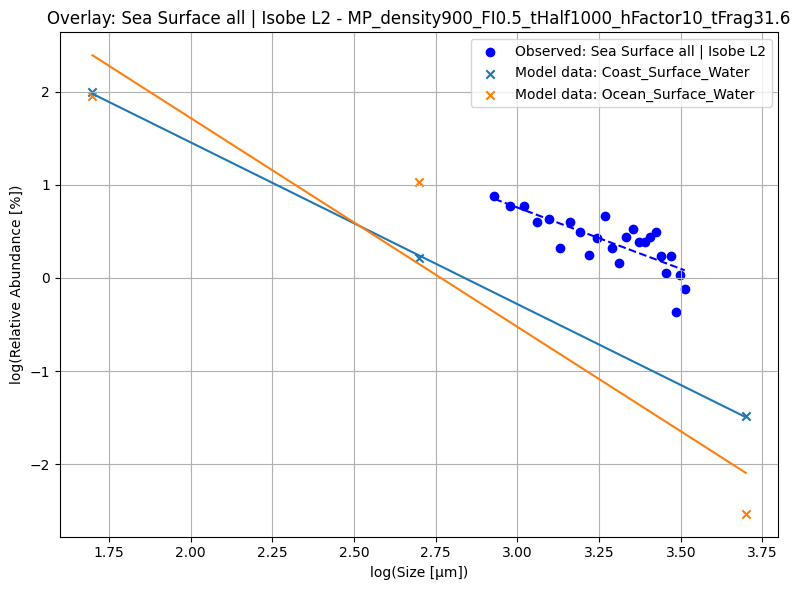 Overlay: Sea Surface all | Isobe L2 - MP_density900_FI0.5_tHalf1000_hFactor10_tFrag31.6
Observed: Sea Surface all | Isobe L2
Model data: Coast_Surface_Water
Model data: Ocean_Surface_Water
log(Relative Abundance [%])
2
1
0
−1
−2
1.75 2.00 2.25 2.50 2.75 3.00 3.25 3.50 3.75
log(Size [μm])